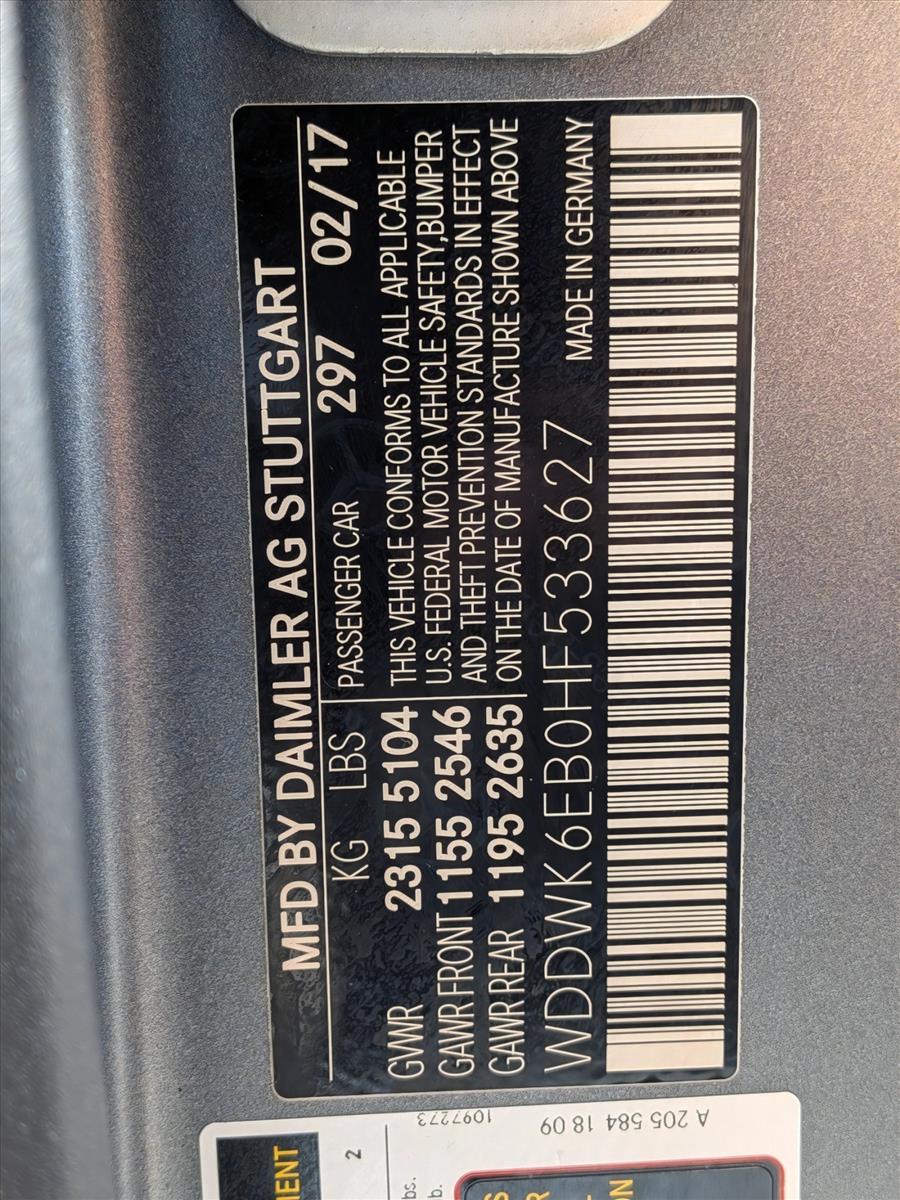 MFD BY DAIMLER AG STUTTGART
KG LBS PASSENGER CAR 297 02/17
GVWR 2315 5104 THIS VEHICLE CONFORMS TO ALL APPLICABLE
U.S. FEDERAL MOTOR VEHICLE SAFETY,BUMPER
GAWR FRONT 1155 2546 AND THEFT PREVENTION STANDARDS IN EFFECT
GAWR REAR 1195 2635 ON THE DATE OF MANUFACTURE SHOWN ABOVE
WDDWK6EB0HF533627 MADE IN GERMANY
2
1097273
A 205 584 18 09